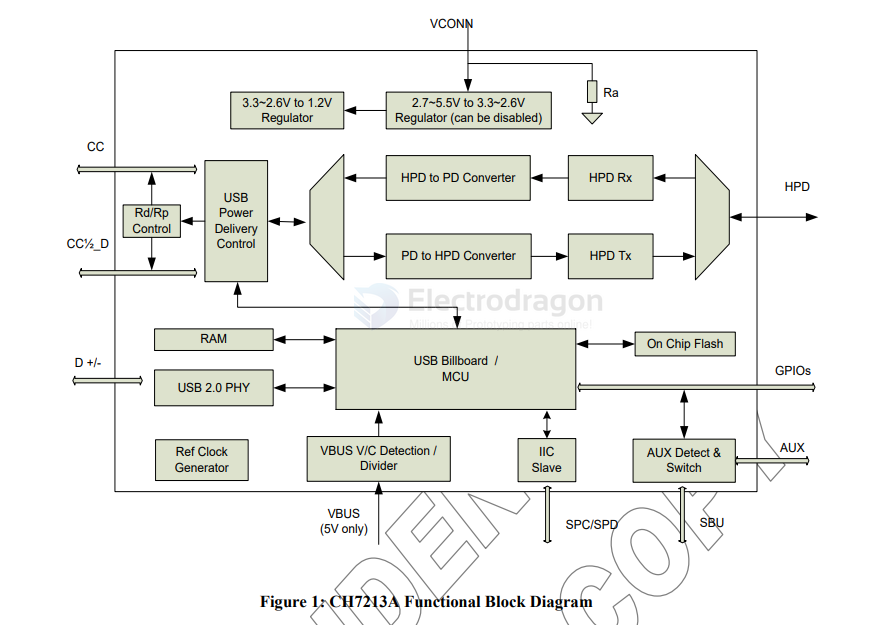 VCONN
3.3~2.6V to 1.2V
Regulator
2.7~5.5V to 3.3~2.6V
Regulator (can be disabled)
Ra
CC
USB
Power
Delivery
Control
HPD to PD Converter
HPD Rx
HPD
Rd/Rp
Control
CC½_D
PD to HPD Converter
HPD Tx
Electrodragon
RAM
USB Billboard /
MCU
On Chip Flash
D +/-
USB 2.0 PHY
GPIOs
Ref Clock
Generator
VBUS V/C Detection /
Divider
IIC
Slave
AUX Detect &
Switch
AUX
VBUS
(5V only)
SPC/SPD
SBU
Figure 1: CH7213A Functional Block Diagram